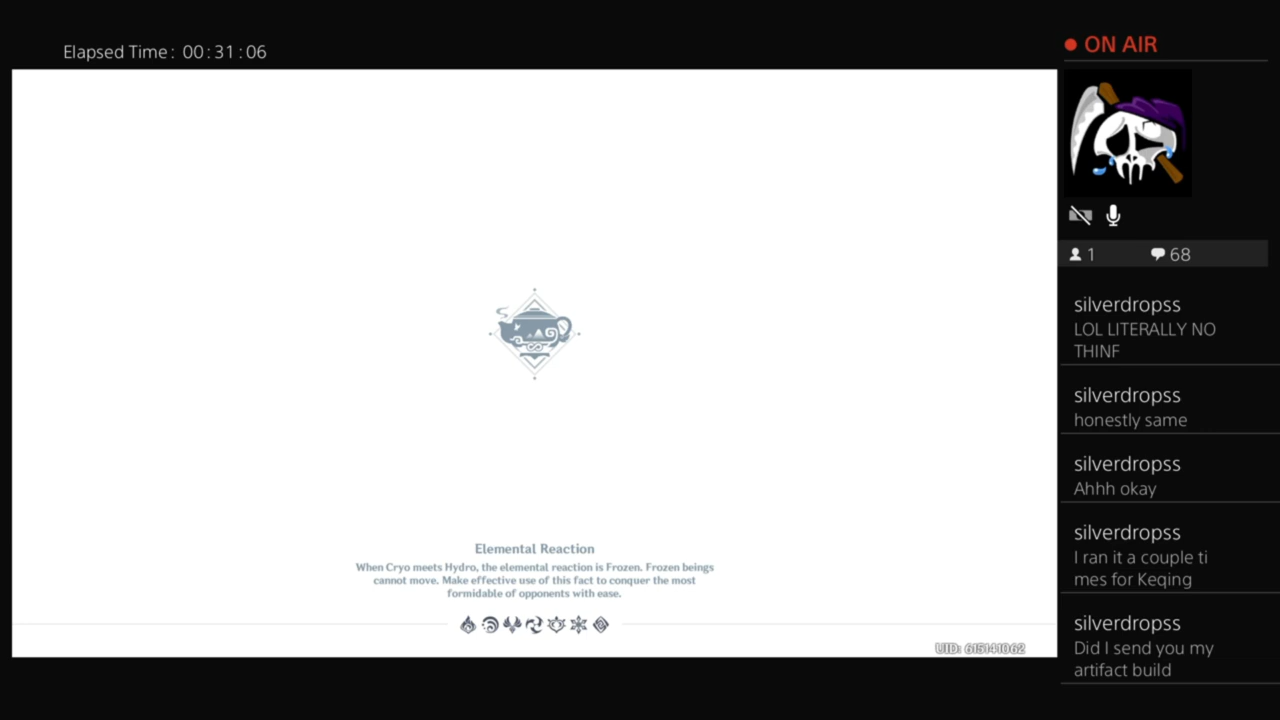 Elapsed Time: 00:31:06
ON AIR
1 68
silverdropss
LOL LITERALLY NO
THINF
silverdropss
honestly same
silverdropss
Ahhh okay
silverdropss
I ran it a couple ti
mes for Keqing
silverdropss
Did I send you my
artifact build
Elemental Reaction
When Cryo meets Hydro, the elemental reaction is Frozen. Frozen beings
cannot move. Make effective use of this fact to conquer the most
formidable of opponents with ease.
UID: 615141062